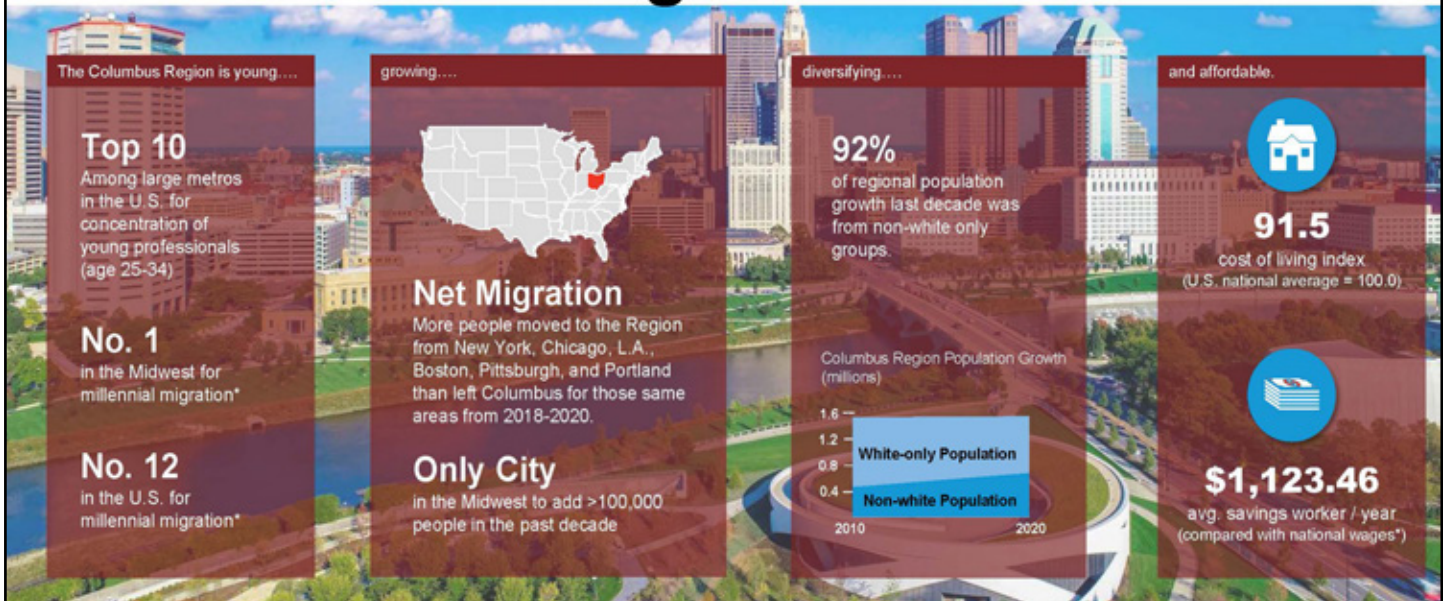 The Columbus Region is young....
Top 10
Among large metros
in the U.S. for
concentration of
young professionals
(age 25-34)
No. 1
in the Midwest for
millennial migration*
No. 12
in the U.S. for
millennial migration*
growing....
Net Migration
More people moved to the Region
from New York, Chicago, L.A.,
Boston, Pittsburgh, and Portland
than left Columbus for those same
areas from 2018-2020.
Only City
in the Midwest to add >100,000
people in the past decade
diversifying....
92%
of regional population
growth last decade was
from non-white only
groups.
Columbus Region Population Growth
(millions)
1.6
1.2
0.8
0.4
White-only Population
Non-white Population
2010 2020
and affordable.
91.5
cost of living index
(U.S. national average = 100.0)
$1,123.46
avg. savings worker / year
(compared with national wages*)